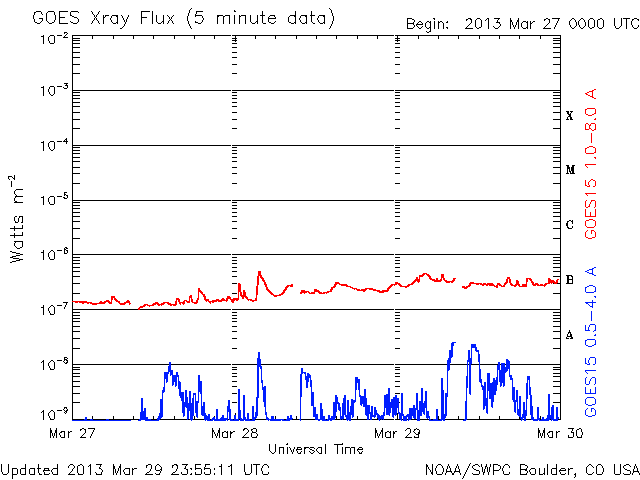 GOES Xray Flux (5 minute data)
Begin: 2013 Mar 27 0000 UTC
10-2
10-3
10-4
10-5
10-6
10-7
10-8
10-9
Watts m-2
X
M
C
B
A
GOES15 1.0-8.0 A
GOES15 0.5-4.0 A
Mar 27 Mar 28 Mar 29 Mar 30
Universal Time
Updated 2013 Mar 29 23:55:11 UTC
NOAA/SWPC Boulder, CO USA